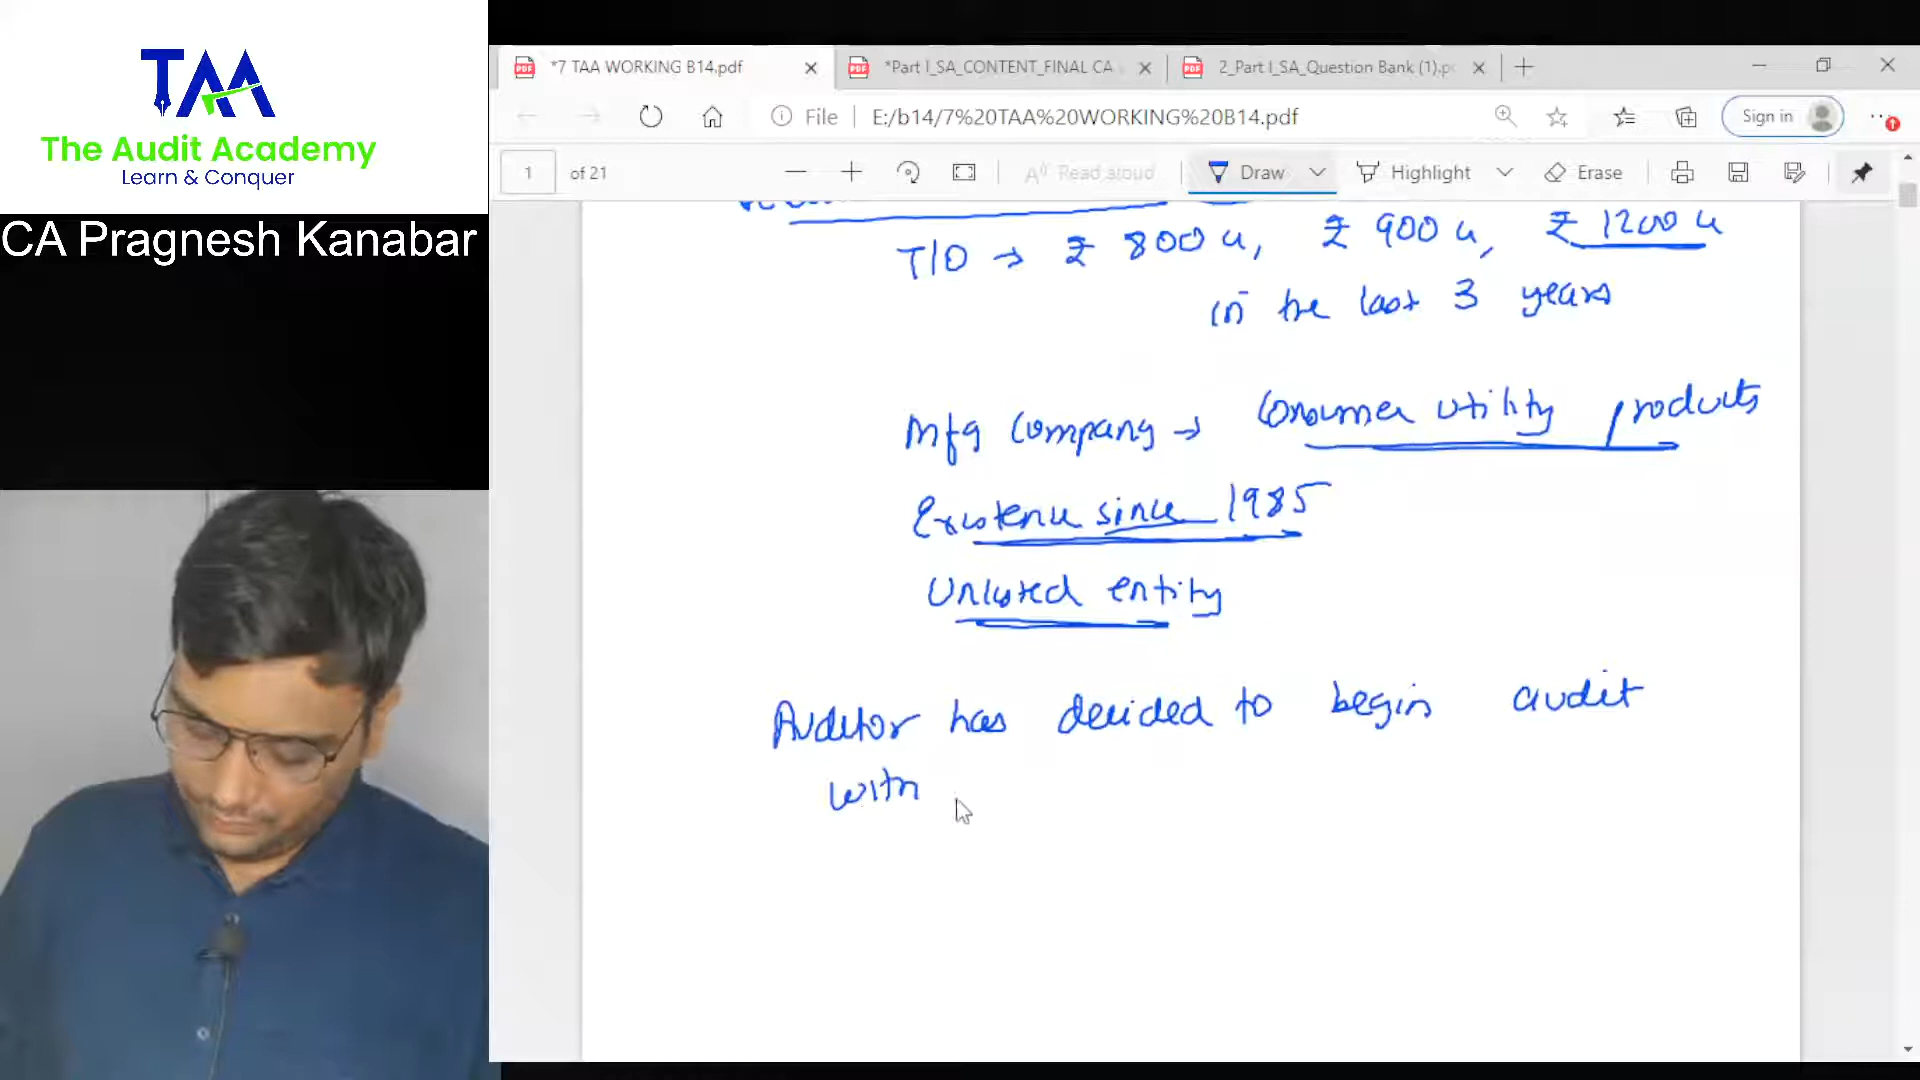 TAA
The Audit Academy
Learn & Conquer
CA Pragnesh Kanabar
*7 TAA WORKING B14.pdf
*Part I_SA_CONTENT_FINAL CA
2_Part I_SA_Question Bank (1).p
File
E:/b14/7%20TAA%20WORKING%20B14.pdf
Sign in
1 of 21
Read aloud
Draw
Highlight
Erase
T/O → ₹ 800 u, ₹ 900 u, ₹ 1200 u
in the last 3 years
Mfg Company → Consumer utility products
Existence since 1985
Unlisted entity
Auditor has decided to begin audit
with